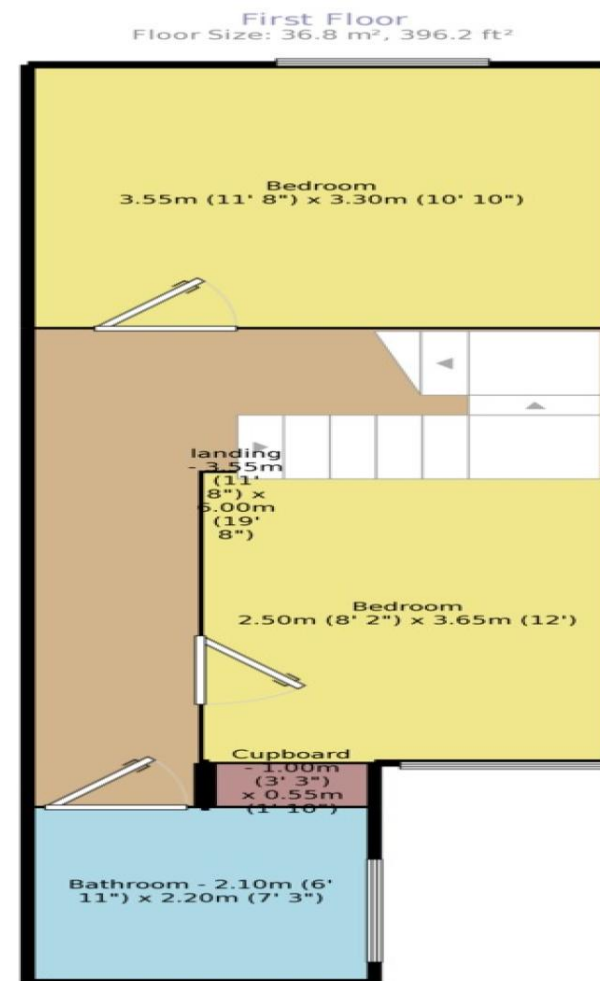 First Floor
Floor Size: 36.8 m², 396.2 ft²
Bedroom
3.55m (11' 8") x 3.30m (10' 10")
landing
- 3.55m
(11'
8") x
6.00m
(19'
8")
Bedroom
2.50m (8' 2") x 3.65m (12')
Cupboard
- 1.00m
(3' 3")
x 0.55m
(1' 10")
Bathroom - 2.10m (6'
11") x 2.20m (7' 3")